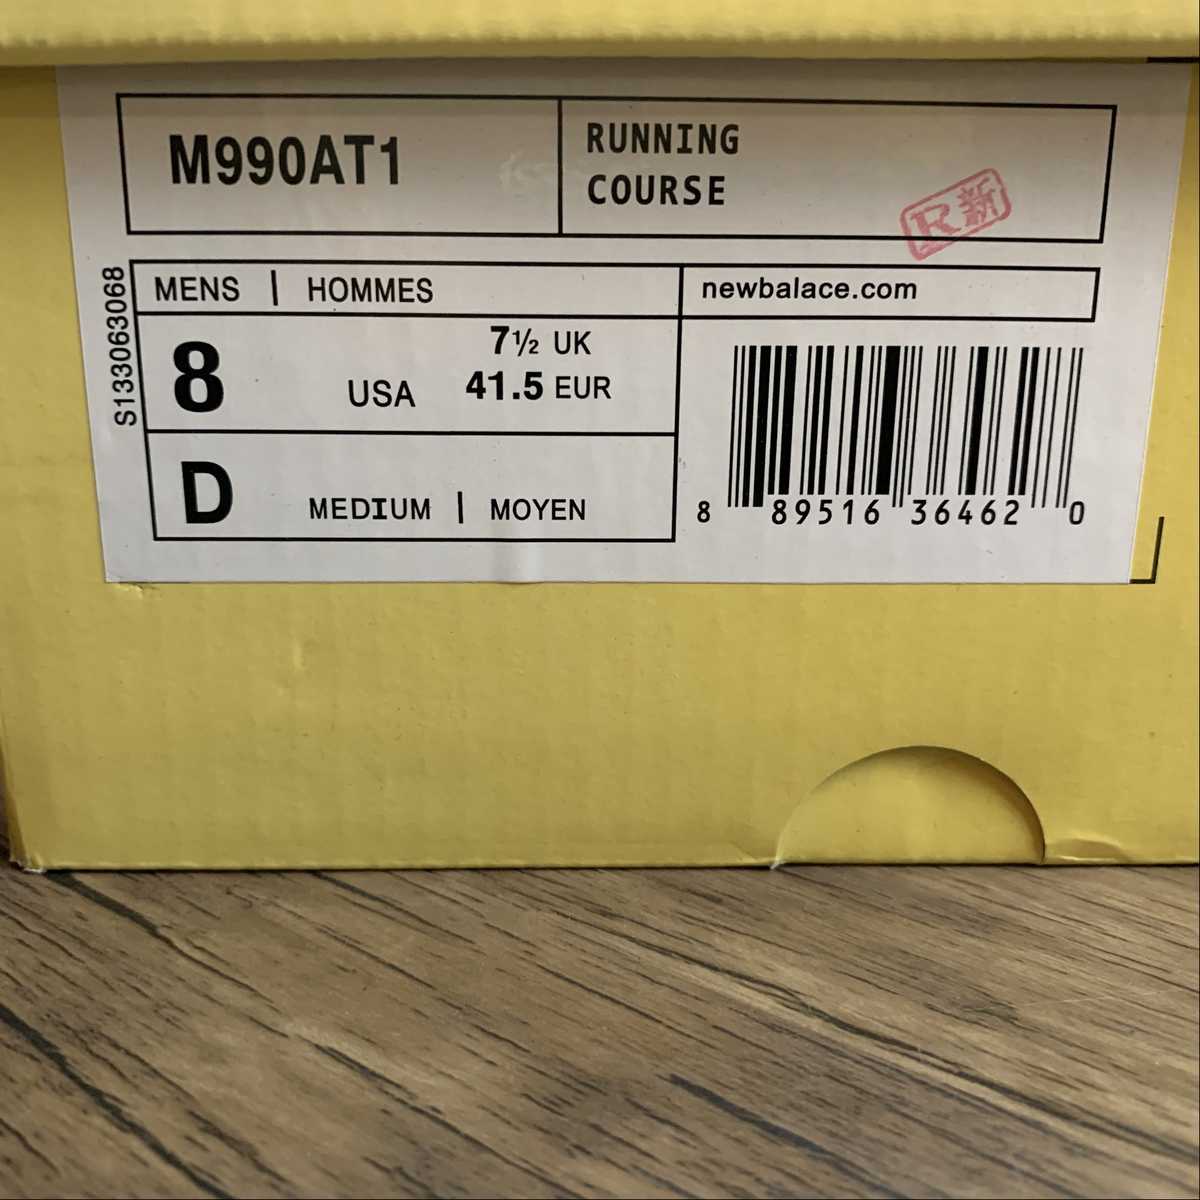 M990AT1
RUNNING
COURSE
R新
S133063068
MENS | HOMMES
newbalace.com
8 USA
7½ UK
41.5 EUR
D MEDIUM | MOYEN
8 89516 36462 0